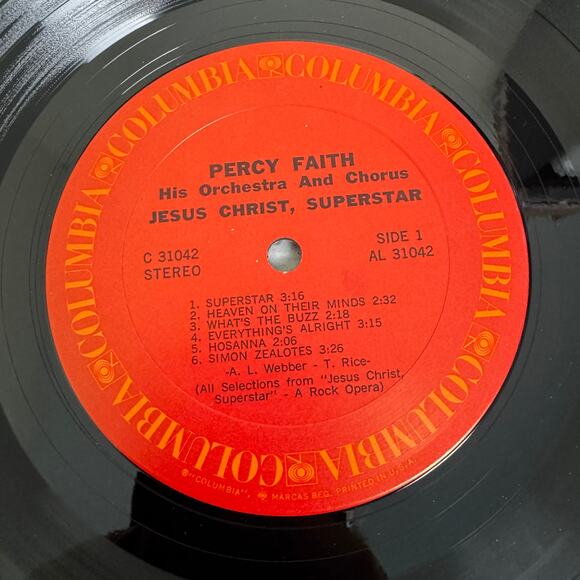 COLUMBIA COLUMBIA COLUMBIA COLUMBIA COLUMBIA COLUMBIA
PERCY FAITH
His Orchestra And Chorus
JESUS CHRIST, SUPERSTAR
C 31042 SIDE 1
STEREO AL 31042
1. SUPERSTAR 3:16
2. HEAVEN ON THEIR MINDS 2:32
3. WHAT'S THE BUZZ 2:18
4. EVERYTHING'S ALRIGHT 3:15
5. HOSANNA 2:06
6. SIMON ZEALOTES 3:26
-A. L. Webber - T. Rice-
(All Selections from "Jesus Christ,
Superstar" - A Rock Opera)
® "COLUMBIA", MARCAS REG. PRINTED IN U.S.A.